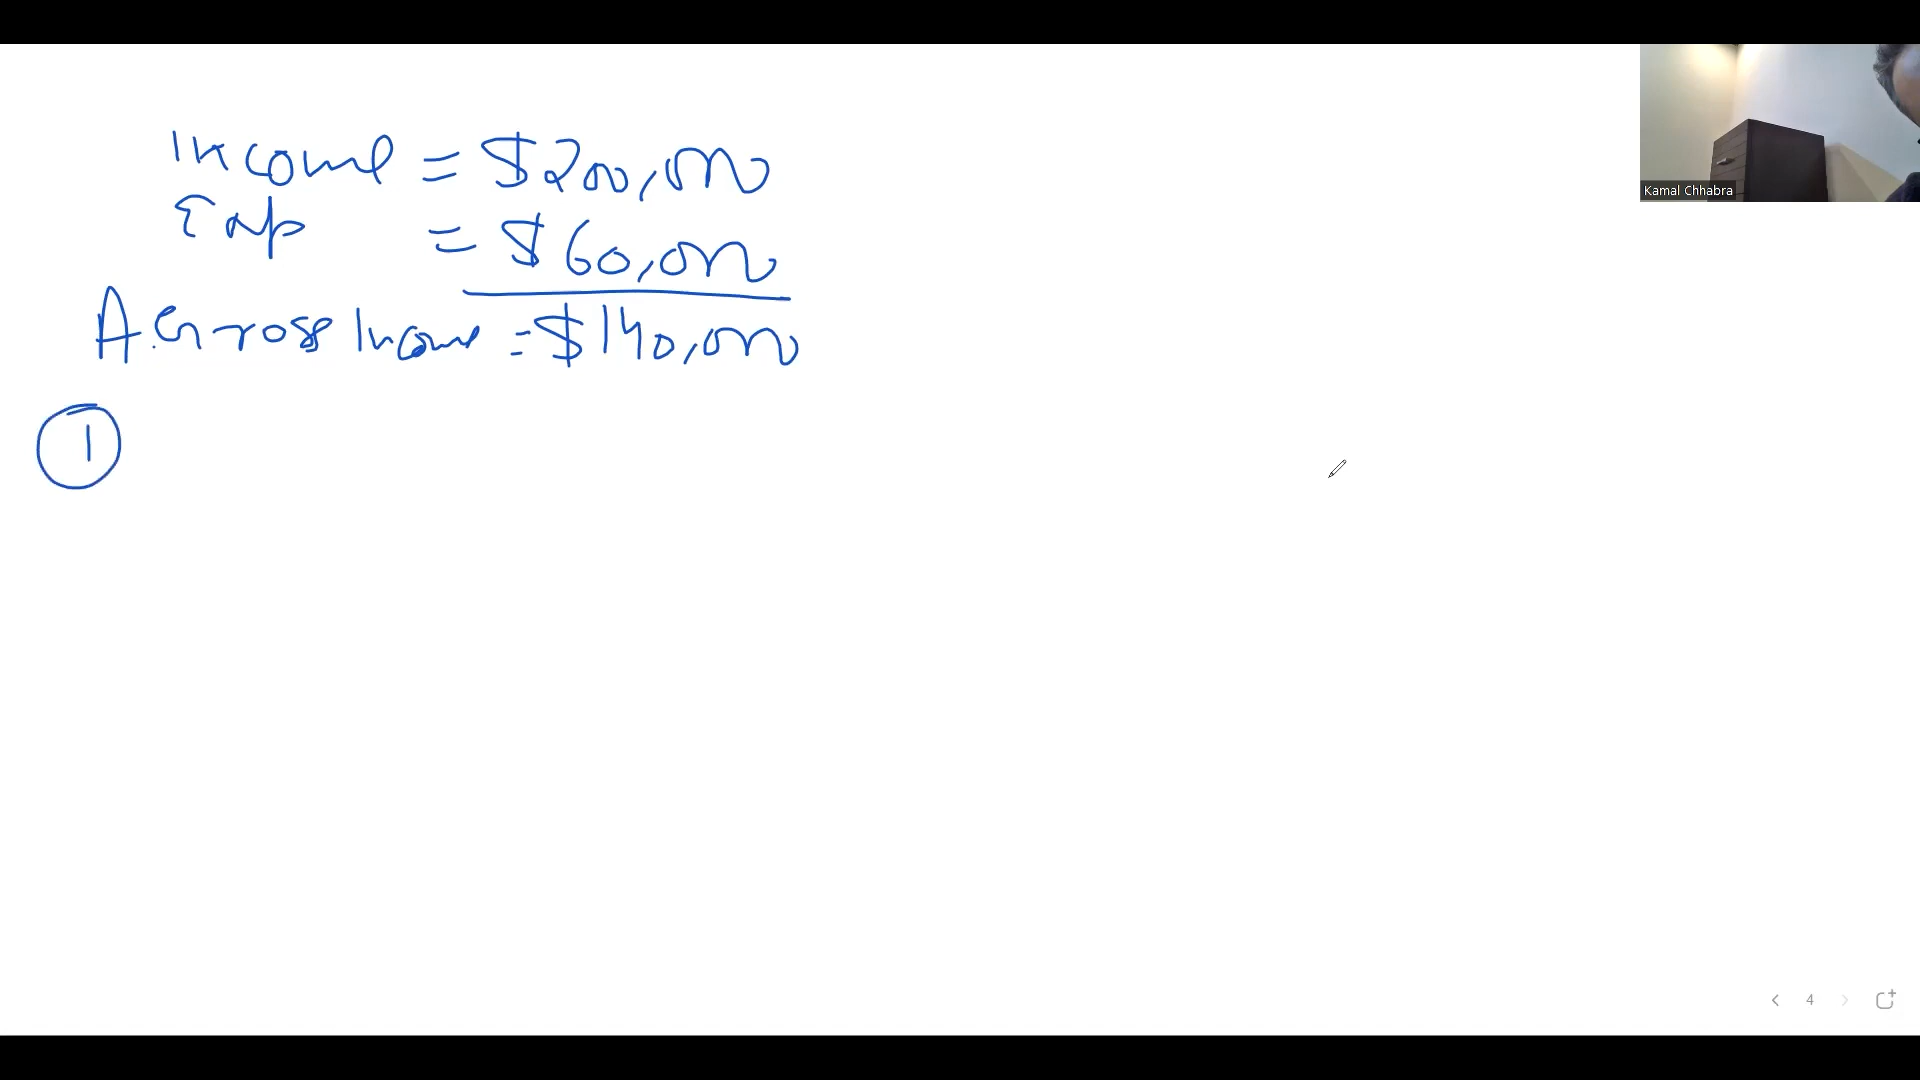 Income = $200,000
Exp = $60,000
A. Gross Income = $140,000
1
Kamal Chhabra
4